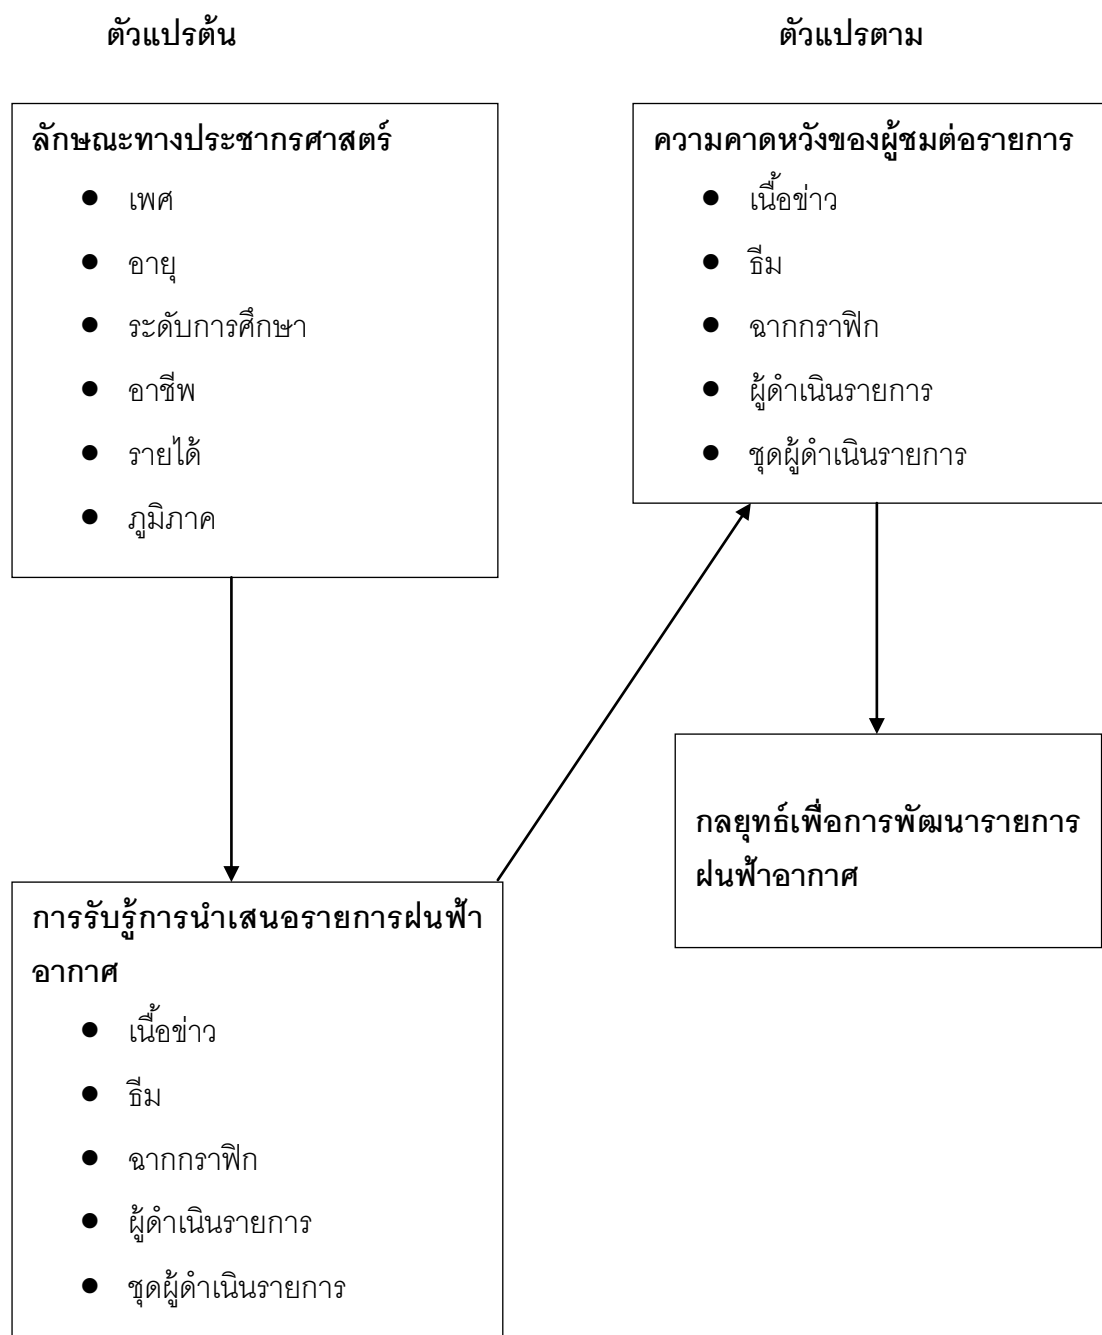 ตัวแปรต้น
ตัวแปรตาม
ลักษณะทางประชากรศาสตร์
● เพศ
● อายุ
● ระดับการศึกษา
● อาชีพ
● รายได้
● ภูมิภาค
ความคาดหวังของผู้ชมต่อรายการ
● เนื้อข่าว
● ธีม
● ฉากกราฟิก
● ผู้ดำเนินรายการ
● ชุดผู้ดำเนินรายการ
การรับรู้การนำเสนอรายการฝนฟ้า
อากาศ
● เนื้อข่าว
● ธีม
● ฉากกราฟิก
● ผู้ดำเนินรายการ
● ชุดผู้ดำเนินรายการ
กลยุทธ์เพื่อการพัฒนารายการ
ฝนฟ้าอากาศ